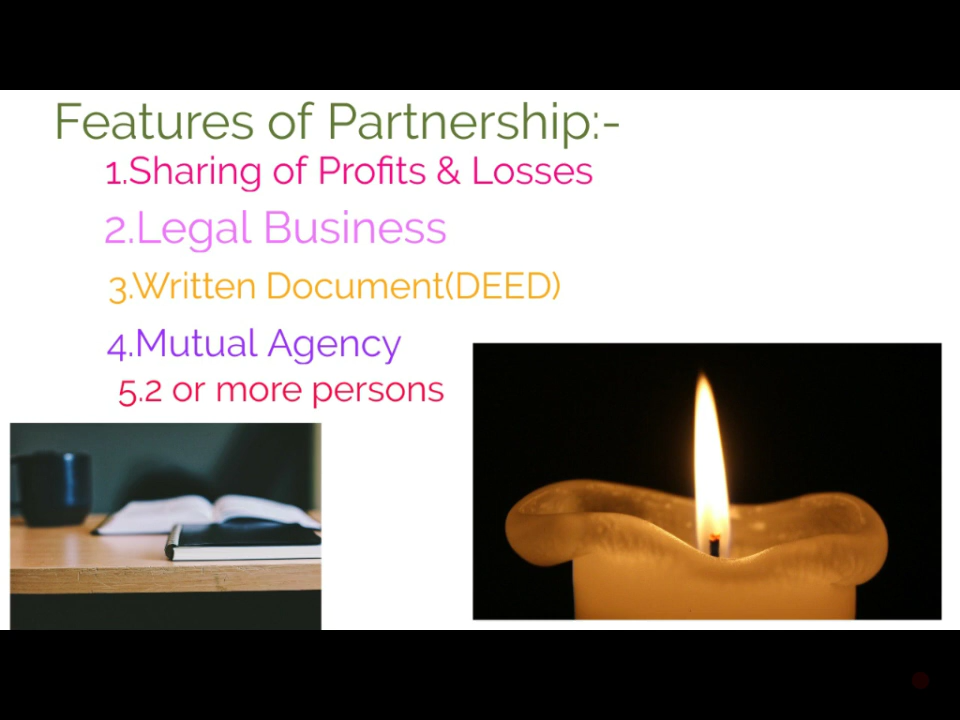 Features of Partnership:-
1.Sharing of Profits & Losses
2.Legal Business
3.Written Document(DEED)
4.Mutual Agency
5.2 or more persons